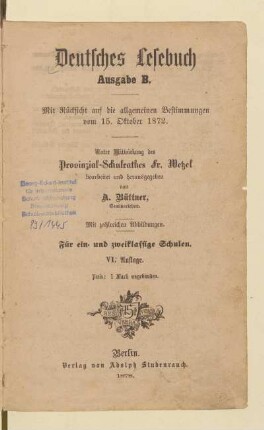 Deutsches Lesebuch
Ausgabe B.
Mit Rücksicht auf die allgemeinen Bestimmungen
vom 15. Oktober 1872.
Unter Mitwirkung des
Provinzial-Schulrathes Fr. Wetzel
bearbeitet und herausgegeben
von
A. Büttner,
Mit zahlreichen Abbildungen.
Für ein- und zweiklassige Schulen.
VI. Auflage.
Preis: 1 Mark ungebunden.
Berlin.
Verlag von Adolph Stubenrauch.
1878.